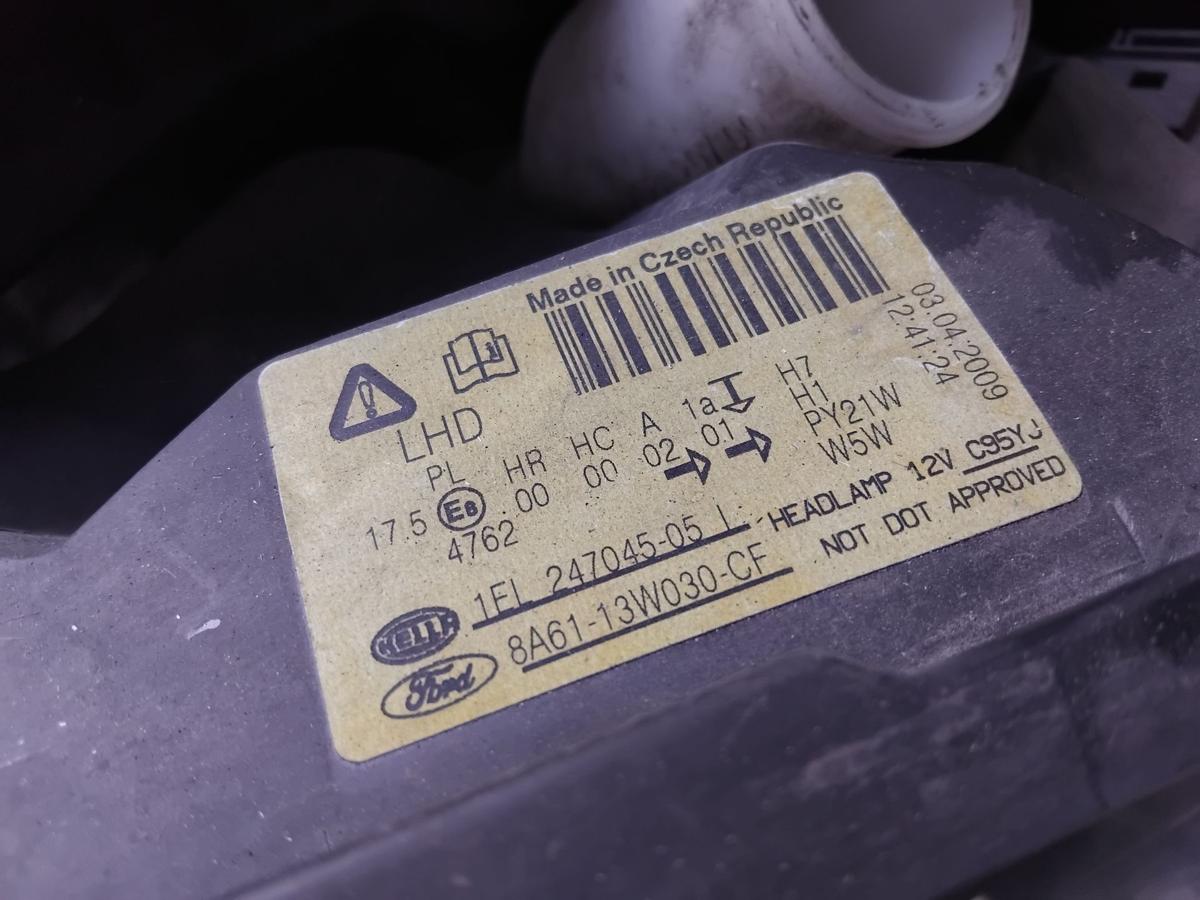 Made in Czech Republic
03.04.2009
12:41:24
LHD
PL HR HC A 1a
17.5 E8 .00 00 02 01
4762
H7
H1
PY21W
W5W
1EL 247045-05 L
HEADLAMP 12V C95YJ
NOT DOT APPROVED
HELLA
8A61-13W030-CF
Ford